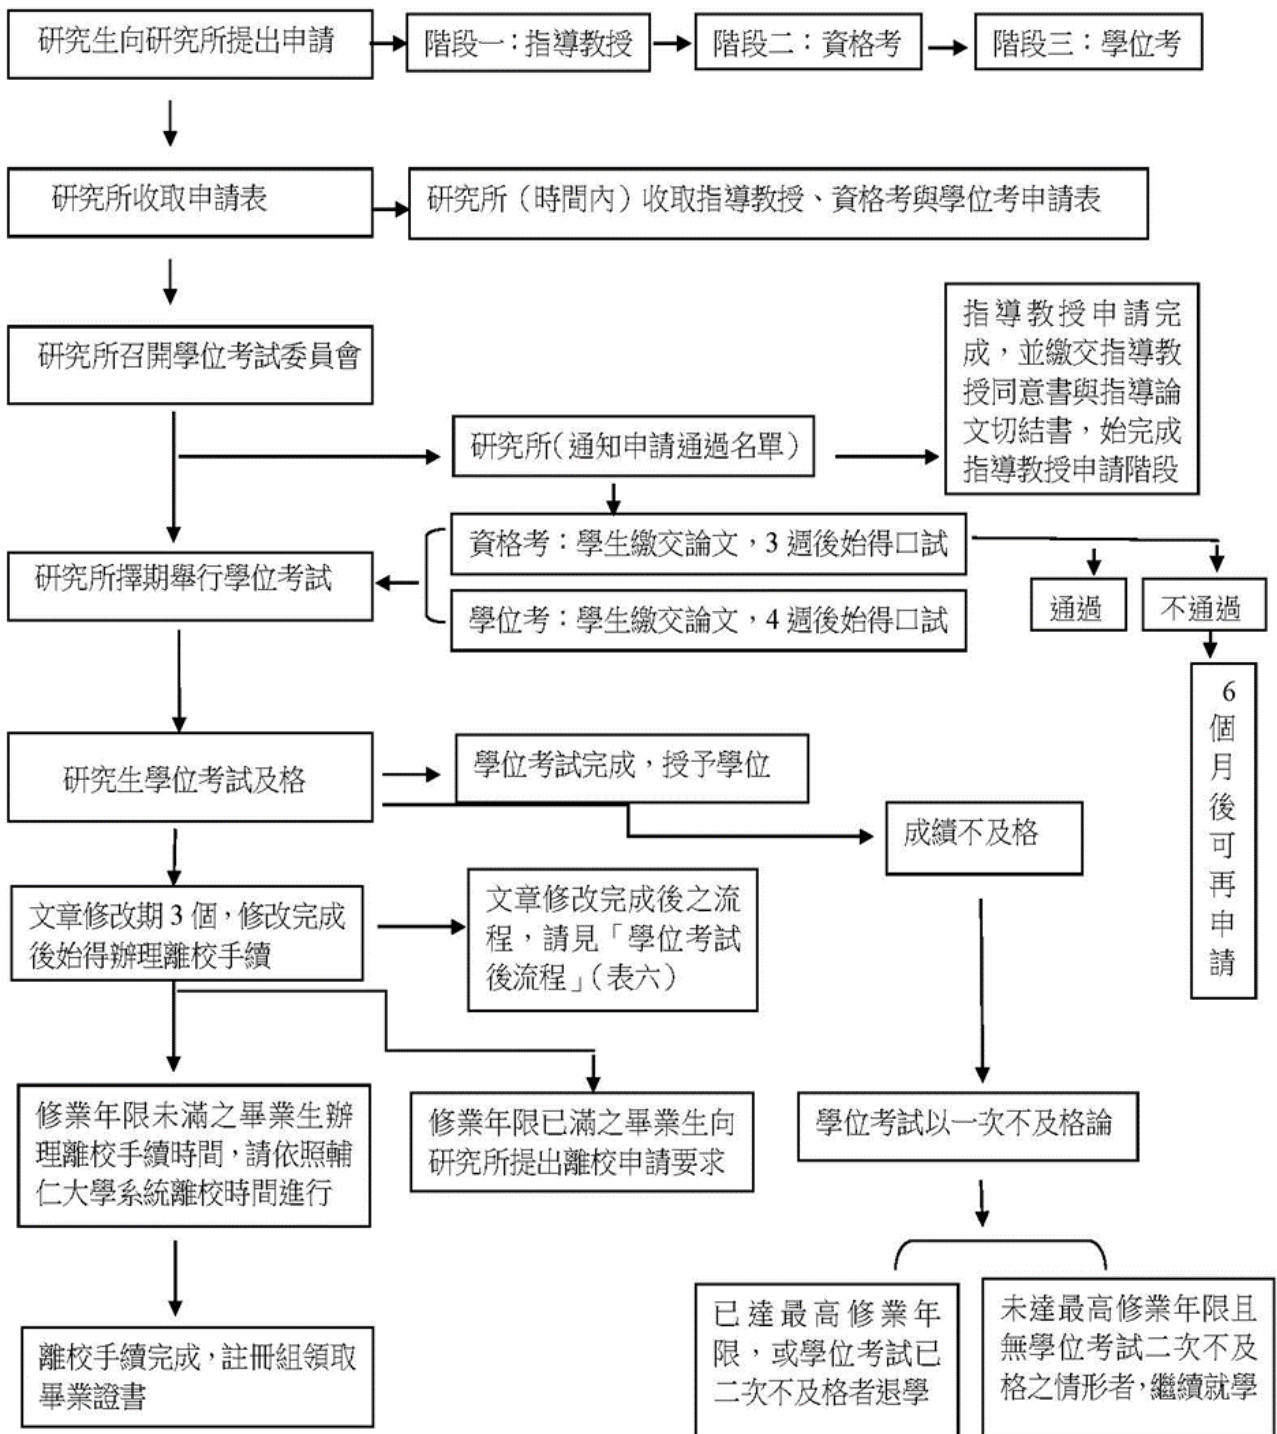 研究生向研究所提出申請
階段一：指導教授
階段二：資格考
階段三：學位考
研究所收取申請表
研究所（時間內）收取指導教授、資格考與學位考申請表
研究所召開學位考試委員會
研究所（通知申請通過名單）
指導教授申請完
成，並繳交指導教
授同意書與指導論
文切結書，始完成
指導教授申請階段
資格考：學生繳交論文，3 週後始得口試
研究所擇期舉行學位考試
學位考：學生繳交論文，4 週後始得口試
通過
不通過
6
個
月
後
可
再
申
請
研究生學位考試及格
學位考試完成，授予學位
成績不及格
文章修改期 3 個，修改完成
後始得辦理離校手續
文章修改完成後之流
程，請見「學位考試
後流程」（表六）
修業年限未滿之畢業生辦
理離校手續時間，請依照輔
仁大學系統離校時間進行
修業年限已滿之畢業生向
研究所提出離校申請要求
學位考試以一次不及格論
離校手續完成，註冊組領取
畢業證書
已達最高修業年
限，或學位考試已
二次不及格者退學
未達最高修業年限且
無學位考試二次不及
格之情形者，繼續就學